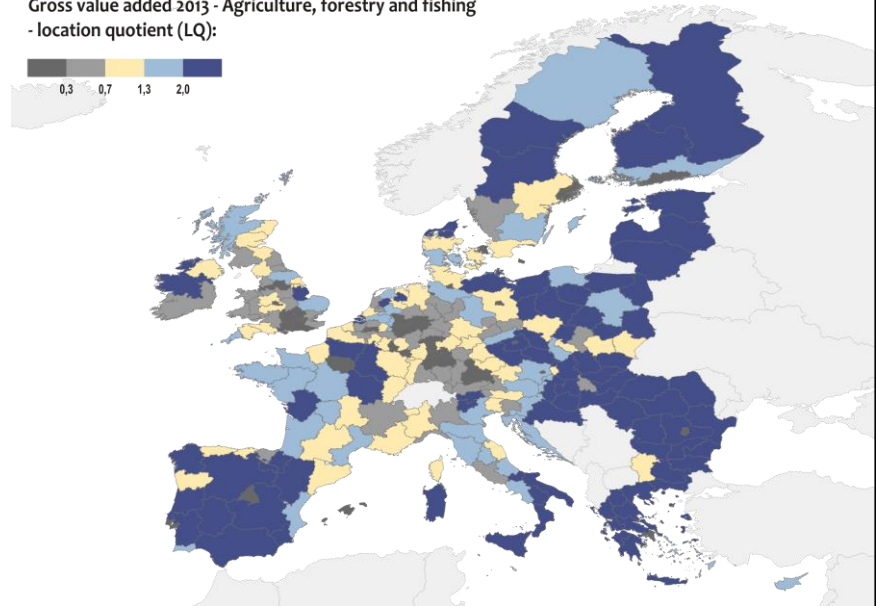 Gross value added 2013 - Agriculture, forestry and fishing
- location quotient (LQ):
0,3 0,7 1,3 2,0